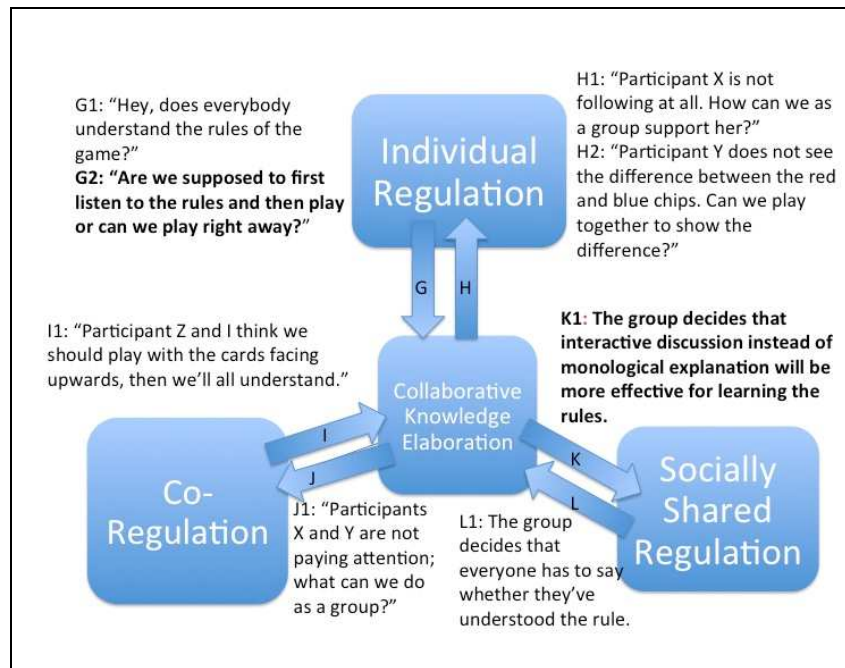 G1: “Hey, does everybody
understand the rules of the
game?”
G2: “Are we supposed to first
listen to the rules and then play
or can we play right away?”
Individual
Regulation
H1: “Participant X is not
following at all. How can we as
a group support her?”
H2: “Participant Y does not see
the difference between the red
and blue chips. Can we play
together to show the
difference?”
G
H
I1: “Participant Z and I think we
should play with the cards facing
upwards, then we’ll all understand.”
K1: The group decides that
interactive discussion instead of
monological explanation will be
more effective for learning the
rules.
Collaborative
Knowledge
Elaboration
I
J
K
L
Co-
Regulation
J1: “Participants
X and Y are not
paying attention;
what can we do
as a group?”
L1: The group
decides that
everyone has to say
whether they’ve
understood the rule.
Socially
Shared
Regulation